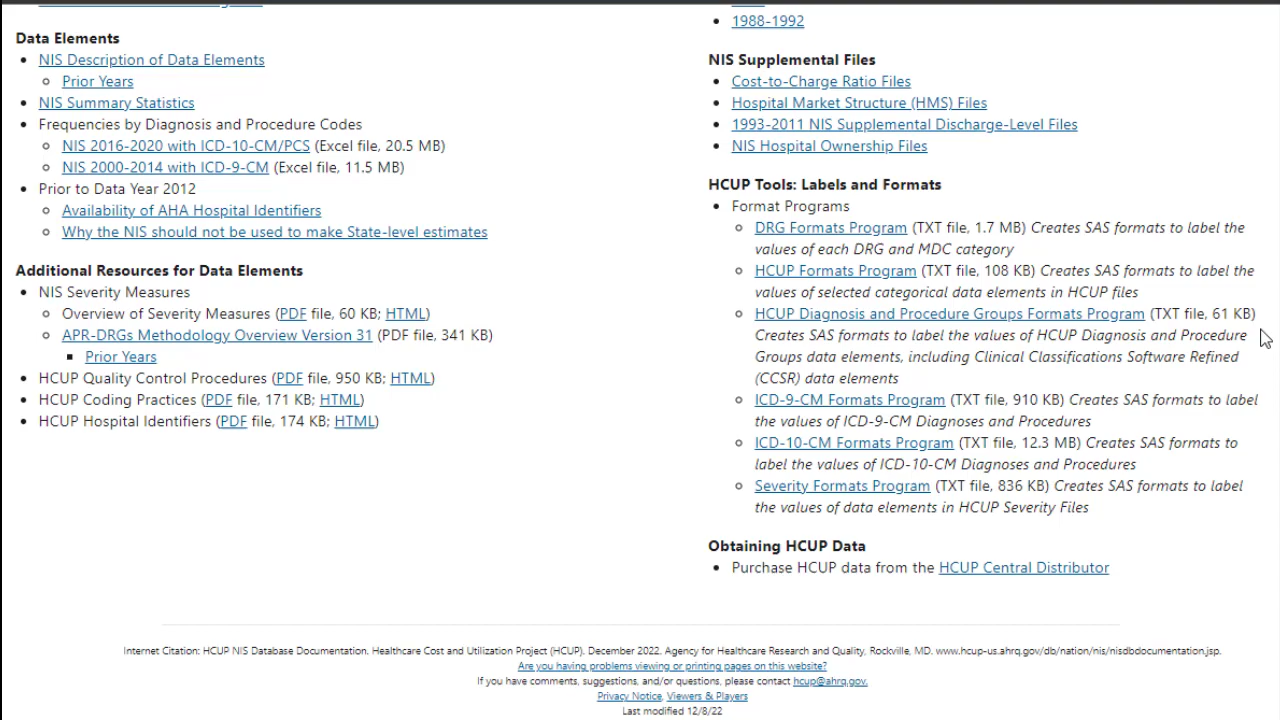 Data Elements
• NIS Description of Data Elements
o Prior Years
• NIS Summary Statistics
• Frequencies by Diagnosis and Procedure Codes
o NIS 2016-2020 with ICD-10-CM/PCS (Excel file, 20.5 MB)
o NIS 2000-2014 with ICD-9-CM (Excel file, 11.5 MB)
• Prior to Data Year 2012
o Availability of AHA Hospital Identifiers
o Why the NIS should not be used to make State-level estimates
Additional Resources for Data Elements
• NIS Severity Measures
o Overview of Severity Measures (PDF file, 60 KB; HTML)
o APR-DRGs Methodology Overview Version 31 (PDF file, 341 KB)
▪ Prior Years
• HCUP Quality Control Procedures (PDF file, 950 KB; HTML)
• HCUP Coding Practices (PDF file, 171 KB; HTML)
• HCUP Hospital Identifiers (PDF file, 174 KB; HTML)
• 1988-1992
NIS Supplemental Files
• Cost-to-Charge Ratio Files
• Hospital Market Structure (HMS) Files
• 1993-2011 NIS Supplemental Discharge-Level Files
• NIS Hospital Ownership Files
HCUP Tools: Labels and Formats
• Format Programs
o DRG Formats Program (TXT file, 1.7 MB) Creates SAS formats to label the
values of each DRG and MDC category
o HCUP Formats Program (TXT file, 108 KB) Creates SAS formats to label the
values of selected categorical data elements in HCUP files
o HCUP Diagnosis and Procedure Groups Formats Program (TXT file, 61 KB)
Creates SAS formats to label the values of HCUP Diagnosis and Procedure
Groups data elements, including Clinical Classifications Software Refined
(CCSR) data elements
o ICD-9-CM Formats Program (TXT file, 910 KB) Creates SAS formats to label
the values of ICD-9-CM Diagnoses and Procedures
o ICD-10-CM Formats Program (TXT file, 12.3 MB) Creates SAS formats to
label the values of ICD-10-CM Diagnoses and Procedures
o Severity Formats Program (TXT file, 836 KB) Creates SAS formats to label
the values of data elements in HCUP Severity Files
Obtaining HCUP Data
• Purchase HCUP data from the HCUP Central Distributor
Internet Citation: HCUP NIS Database Documentation. Healthcare Cost and Utilization Project (HCUP). December 2022. Agency for Healthcare Research and Quality, Rockville, MD. www.hcup-us.ahrq.gov/db/nation/nis/nisdbdocumentation.jsp.
Are you having problems viewing or printing pages on this website?
If you have comments, suggestions, and/or questions, please contact hcup@ahrq.gov.
Privacy Notice, Viewers & Players
Last modified 12/8/22